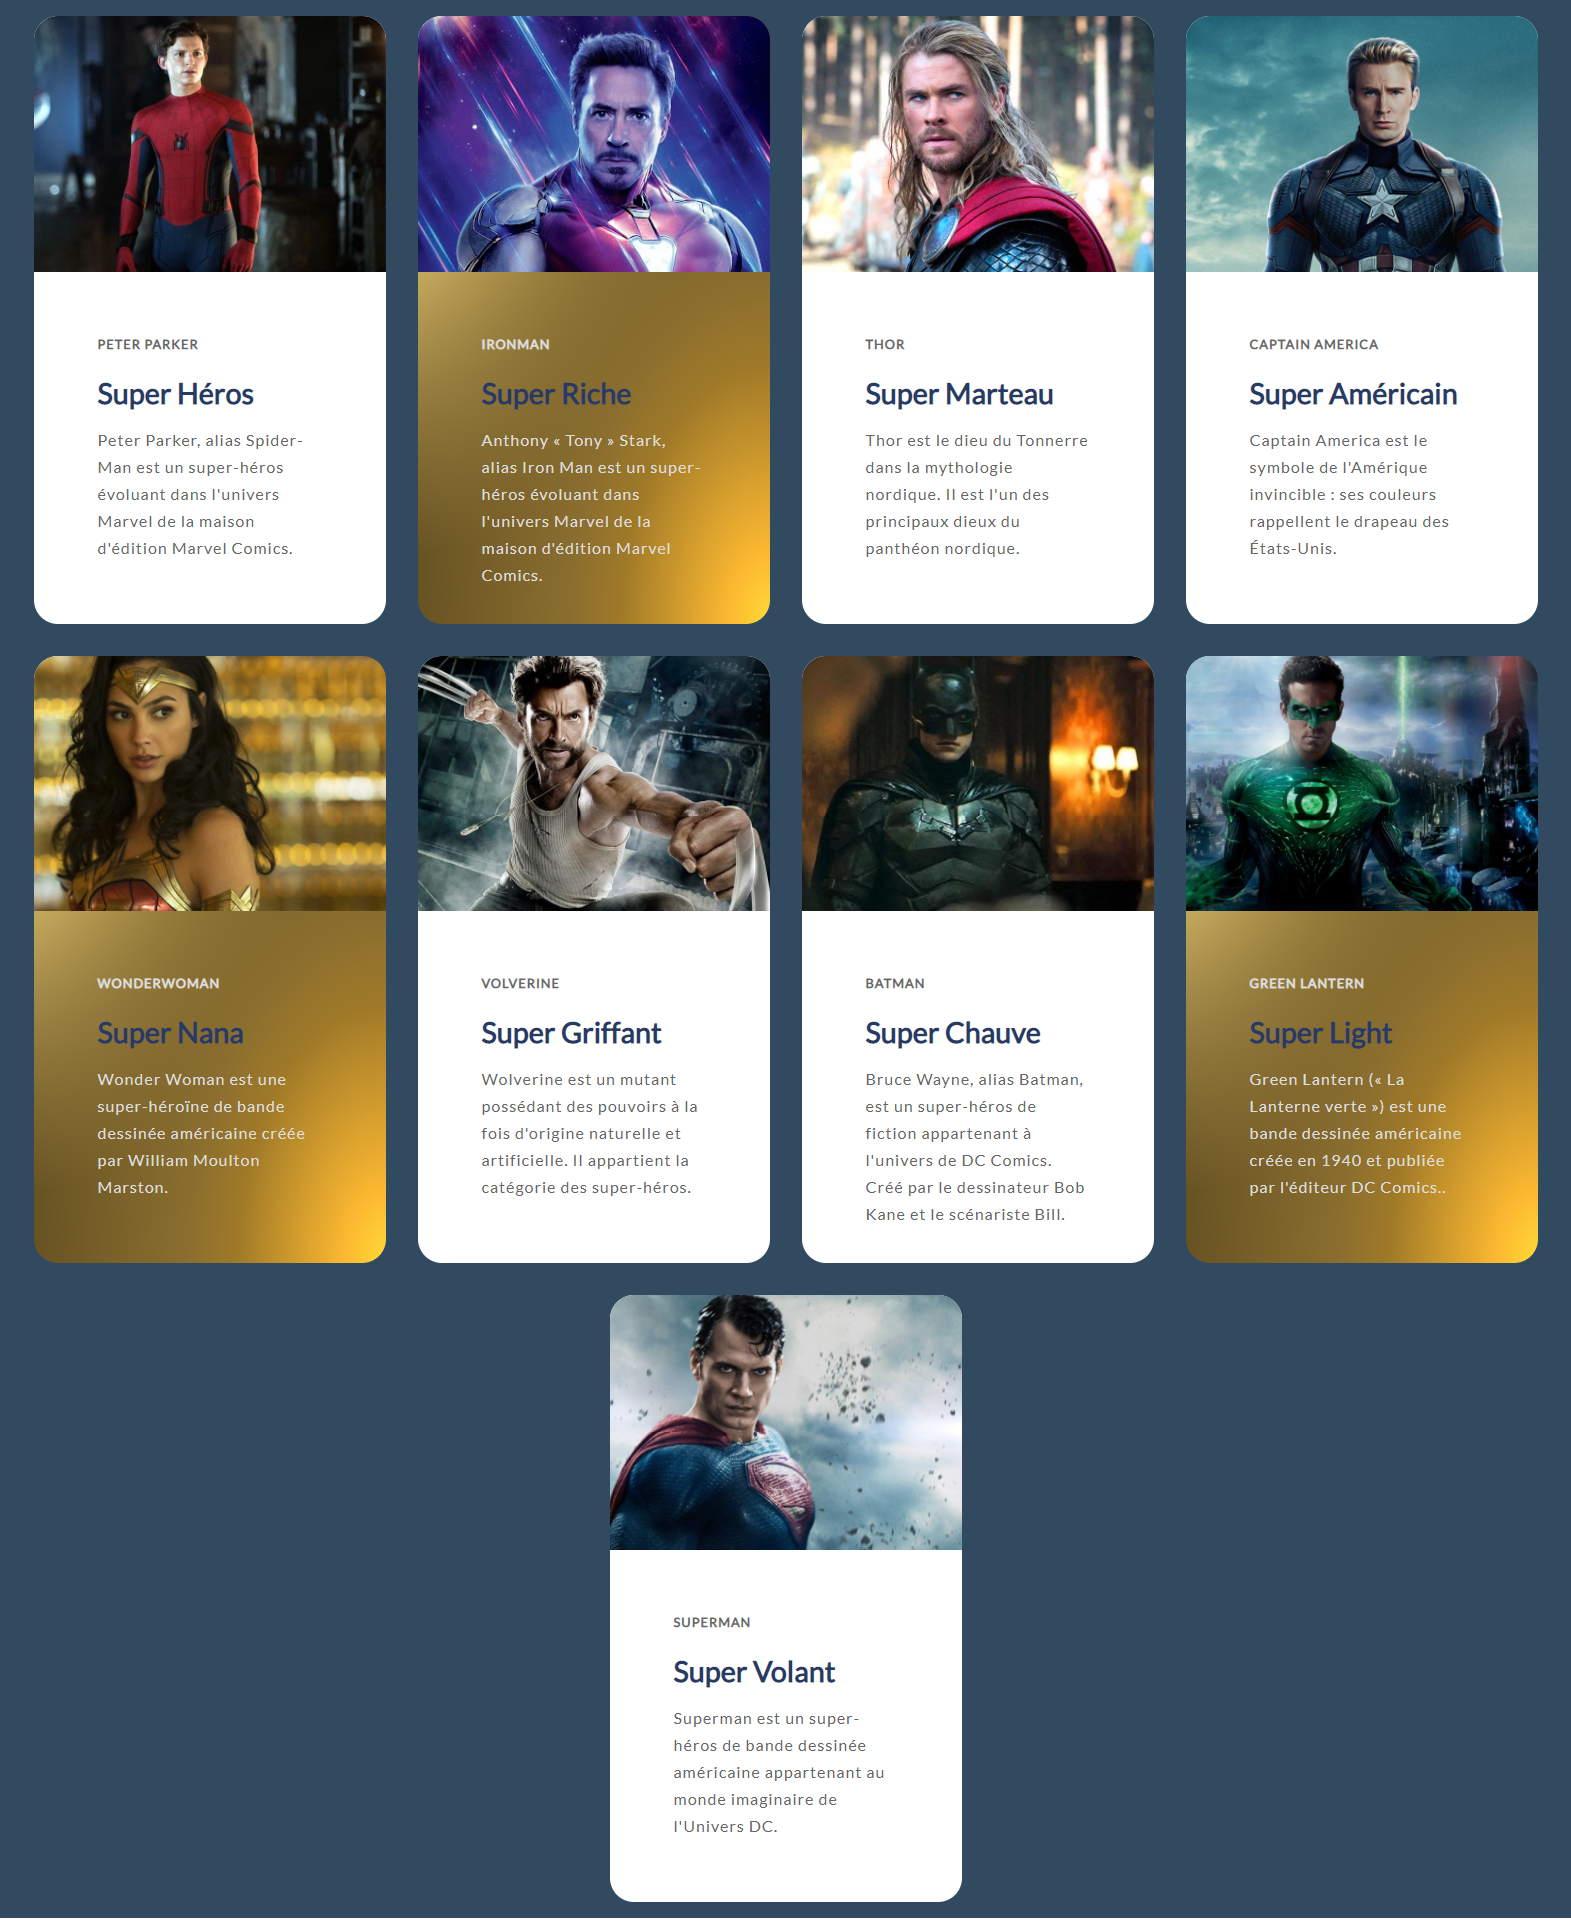 PETER PARKER
Super Héros
Peter Parker, alias Spider-
Man est un super-héros
évoluant dans l'univers
Marvel de la maison
d'édition Marvel Comics.
IRONMAN
Super Riche
Anthony « Tony » Stark,
alias Iron Man est un super-
héros évoluant dans
l'univers Marvel de la
maison d'édition Marvel
Comics.
THOR
Super Marteau
Thor est le dieu du Tonnerre
dans la mythologie
nordique. Il est l'un des
principaux dieux du
panthéon nordique.
CAPTAIN AMERICA
Super Américain
Captain America est le
symbole de l'Amérique
invincible : ses couleurs
rappellent le drapeau des
États-Unis.
WONDERWOMAN
Super Nana
Wonder Woman est une
super-héroïne de bande
dessinée américaine créée
par William Moulton
Marston.
VOLVERINE
Super Griffant
Wolverine est un mutant
possédant des pouvoirs à la
fois d'origine naturelle et
artificielle. Il appartient la
catégorie des super-héros.
BATMAN
Super Chauve
Bruce Wayne, alias Batman,
est un super-héros de
fiction appartenant à
l'univers de DC Comics.
Créé par le dessinateur Bob
Kane et le scénariste Bill.
GREEN LANTERN
Super Light
Green Lantern (« La
Lanterne verte ») est une
bande dessinée américaine
créée en 1940 et publiée
par l'éditeur DC Comics..
SUPERMAN
Super Volant
Superman est un super-
héros de bande dessinée
américaine appartenant au
monde imaginaire de
l'Univers DC.